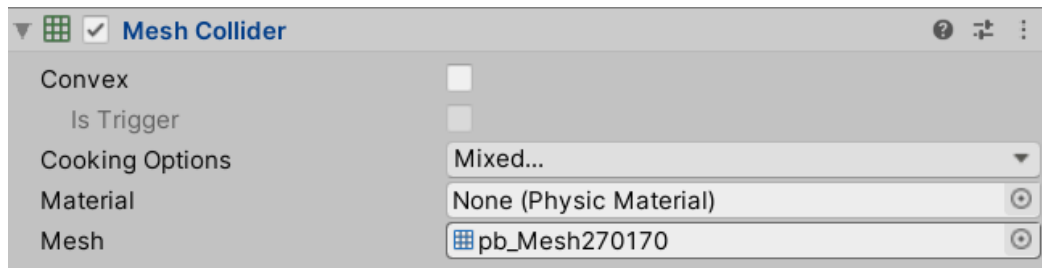 Mesh Collider
Convex
Is Trigger
Cooking Options Mixed...
Material None (Physic Material)
Mesh pb_Mesh270170